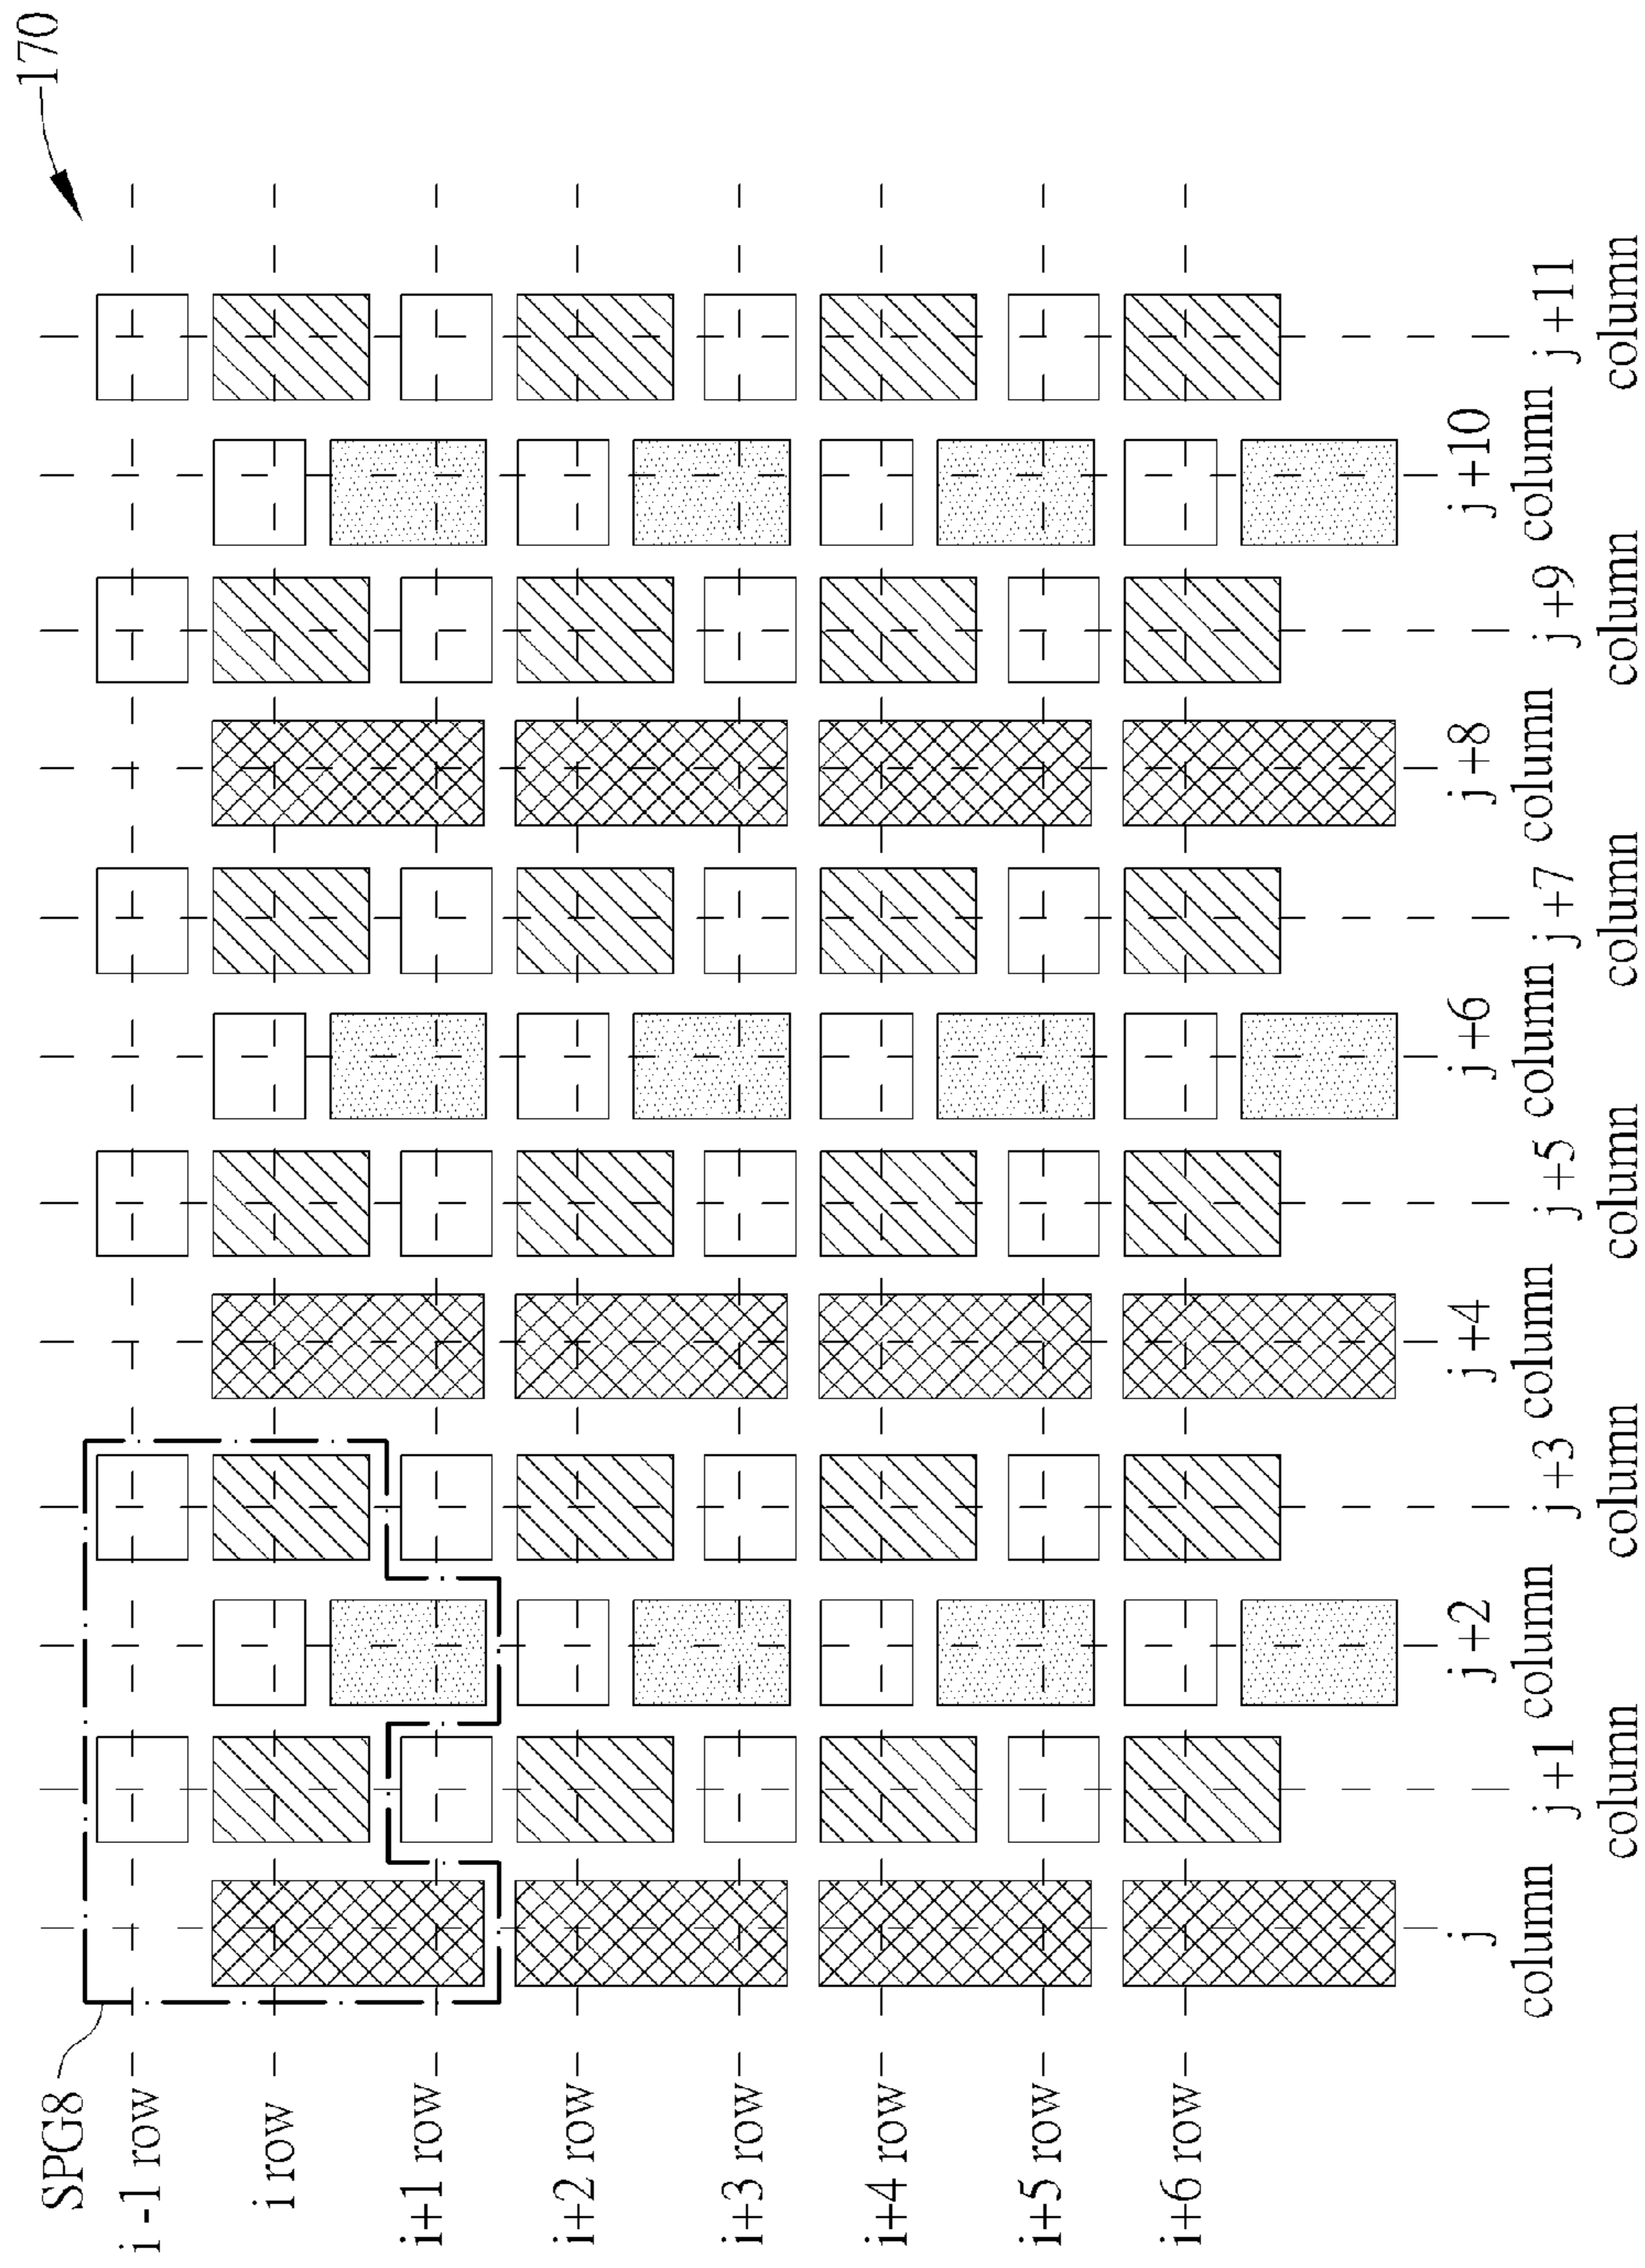 170
SPG8
i -1 row
i row
i+1 row
i+2 row
i+3 row
i+4 row
i+5 row
i+6 row
j
column
j +1
column
j +2
column
j +3
column
j +4
column
j +5
column
j +6
column
j +7
column
j +8
column
j +9
column
j +10
column
j +11
column